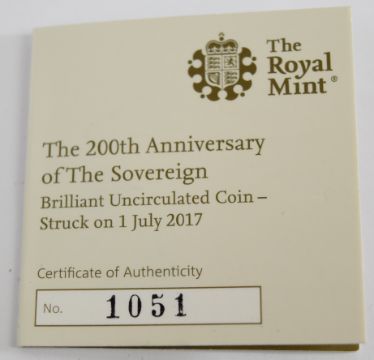 The
Royal
Mint®
The 200th Anniversary
of The Sovereign
Brilliant Uncirculated Coin –
Struck on 1 July 2017
Certificate of Authenticity
No. 1051